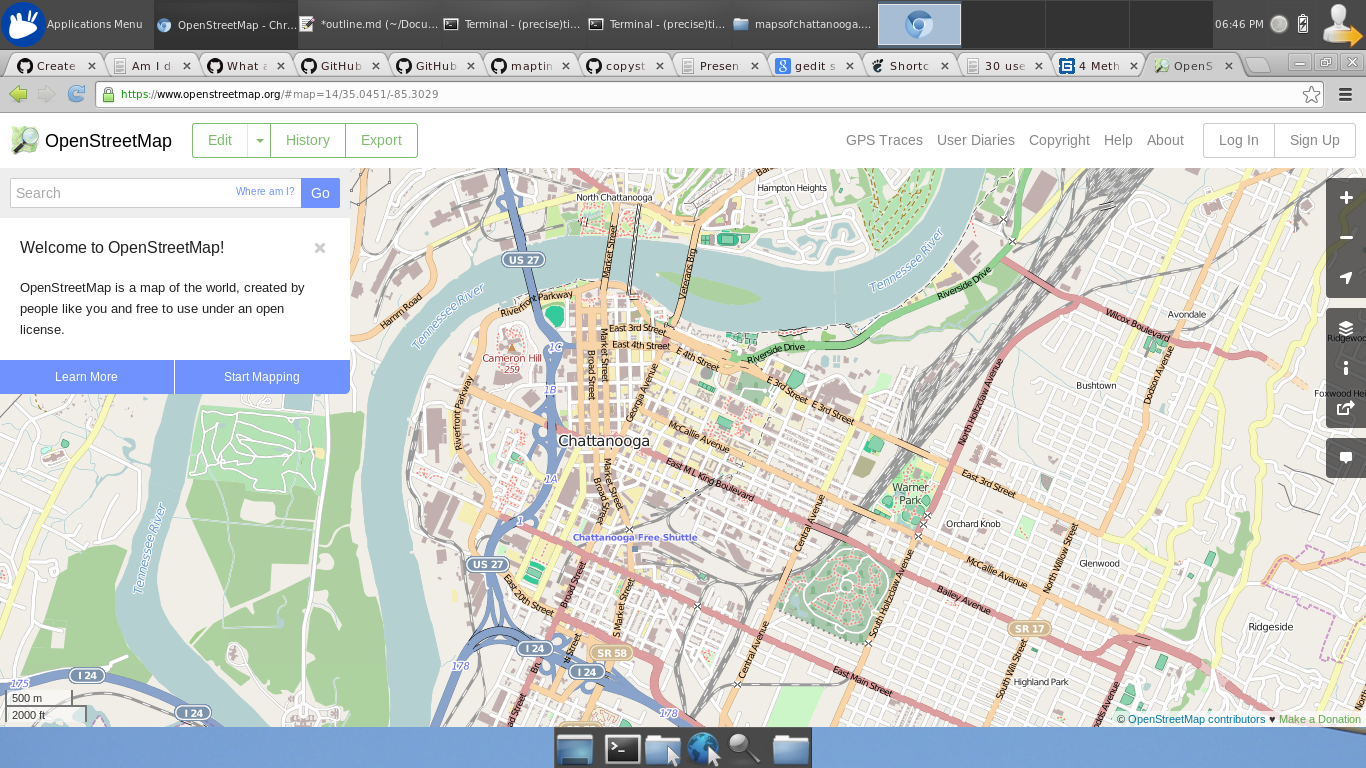 Applications Menu
OpenStreetMap - Chr...
*outline.md (~/Docu...
Terminal - (precise)ti...
Terminal - (precise)ti...
mapsofchattanooga....
06:46 PM
Create
Am I d
What a
GitHub
GitHub
maptin
copyst
Presen
gedit s
Shortc
30 use
4 Meth
OpenS
https://www.openstreetmap.org/#map=14/35.0451/-85.3029
OpenStreetMap
Edit
History
Export
GPS Traces
User Diaries
Copyright
Help
About
Log In
Sign Up
Search
Where am I?
Go
Welcome to OpenStreetMap!
OpenStreetMap is a map of the world, created by
people like you and free to use under an open
license.
Learn More
Start Mapping
North Chattanooga
Hampton Heights
Market Street
Veterans Brg
US 27
Tennessee River
Tennessee River
Riverside Drive
Hamm Road
Riverfront Parkway
Wilcox Boulevard
Avondale
East 3rd Street
East 4th Street
E 4th Street
Riverside Drive
Cameron Hill
259
1C
1B
Market Street
Broad Street
Georgia Avenue
E 3rd Street
E 3rd Street
Bushtown
Dodson Avenue
North Holtzclaw Avenue
Riverfront Parkway
Chattanooga
McCallie Avenue
East M L King Boulevard
1A
Market Street
Broad Street
Warner
Park
East 3rd Street
Orchard Knob
Central Avenue
1
Chattanooga Free Shuttle
Tennessee River
US 27
East 20th Street
Broad Street
S Market Street
McCallie Avenue
North Willow Street
Glenwood
Bailey Avenue
South Holtzclaw Avenue
SR 17
Ridgeside
Central Avenue
I 24
SR 58
I 24
178
East Main Street
South Will Street
Highland Park
175
I 24
I 24
178
500 m
2000 ft
© OpenStreetMap contributors ♥ Make a Donation